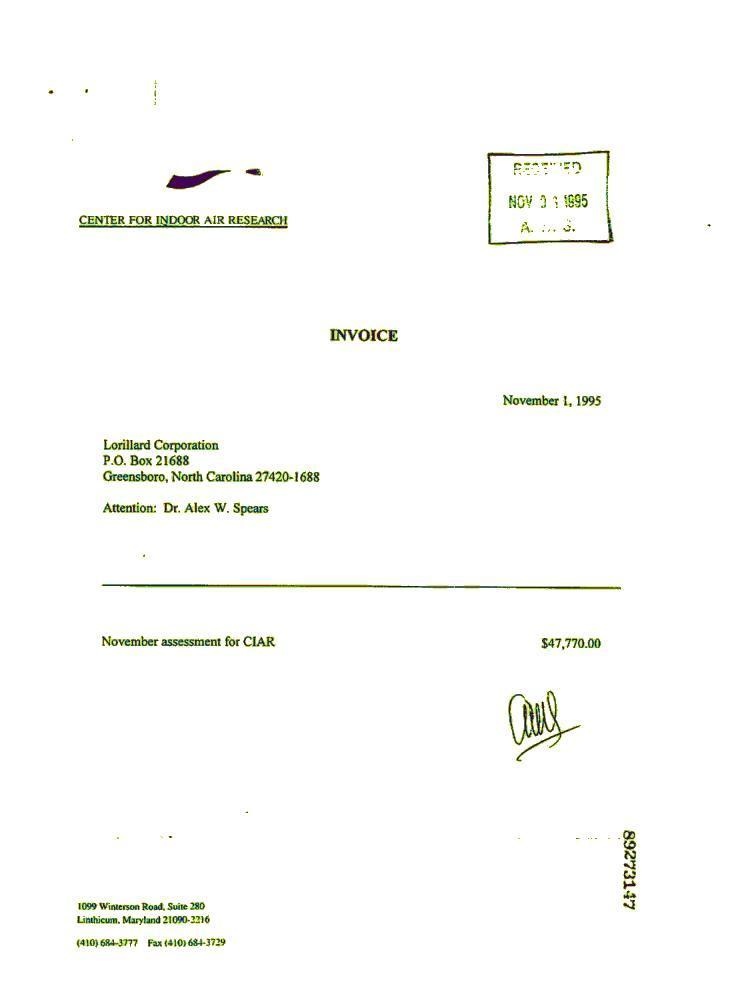 CENTER FOR INDOOR AIR RESEARCH
RECEIVED
NOV 1995
A. S.
INVOICE
November 1, 1995
Lorillard Corporation
P.O. Box 21688
Greensboro, North Carolina 27420-1688
Attention: Dr. Alex W. Spears
November assessment for CIAR $47,770.00
89273147
1099 Winterson Road, Suite 280
Linthicum, Maryland 21090-2216
(410) 684-3777 Fax (410) 684-3729